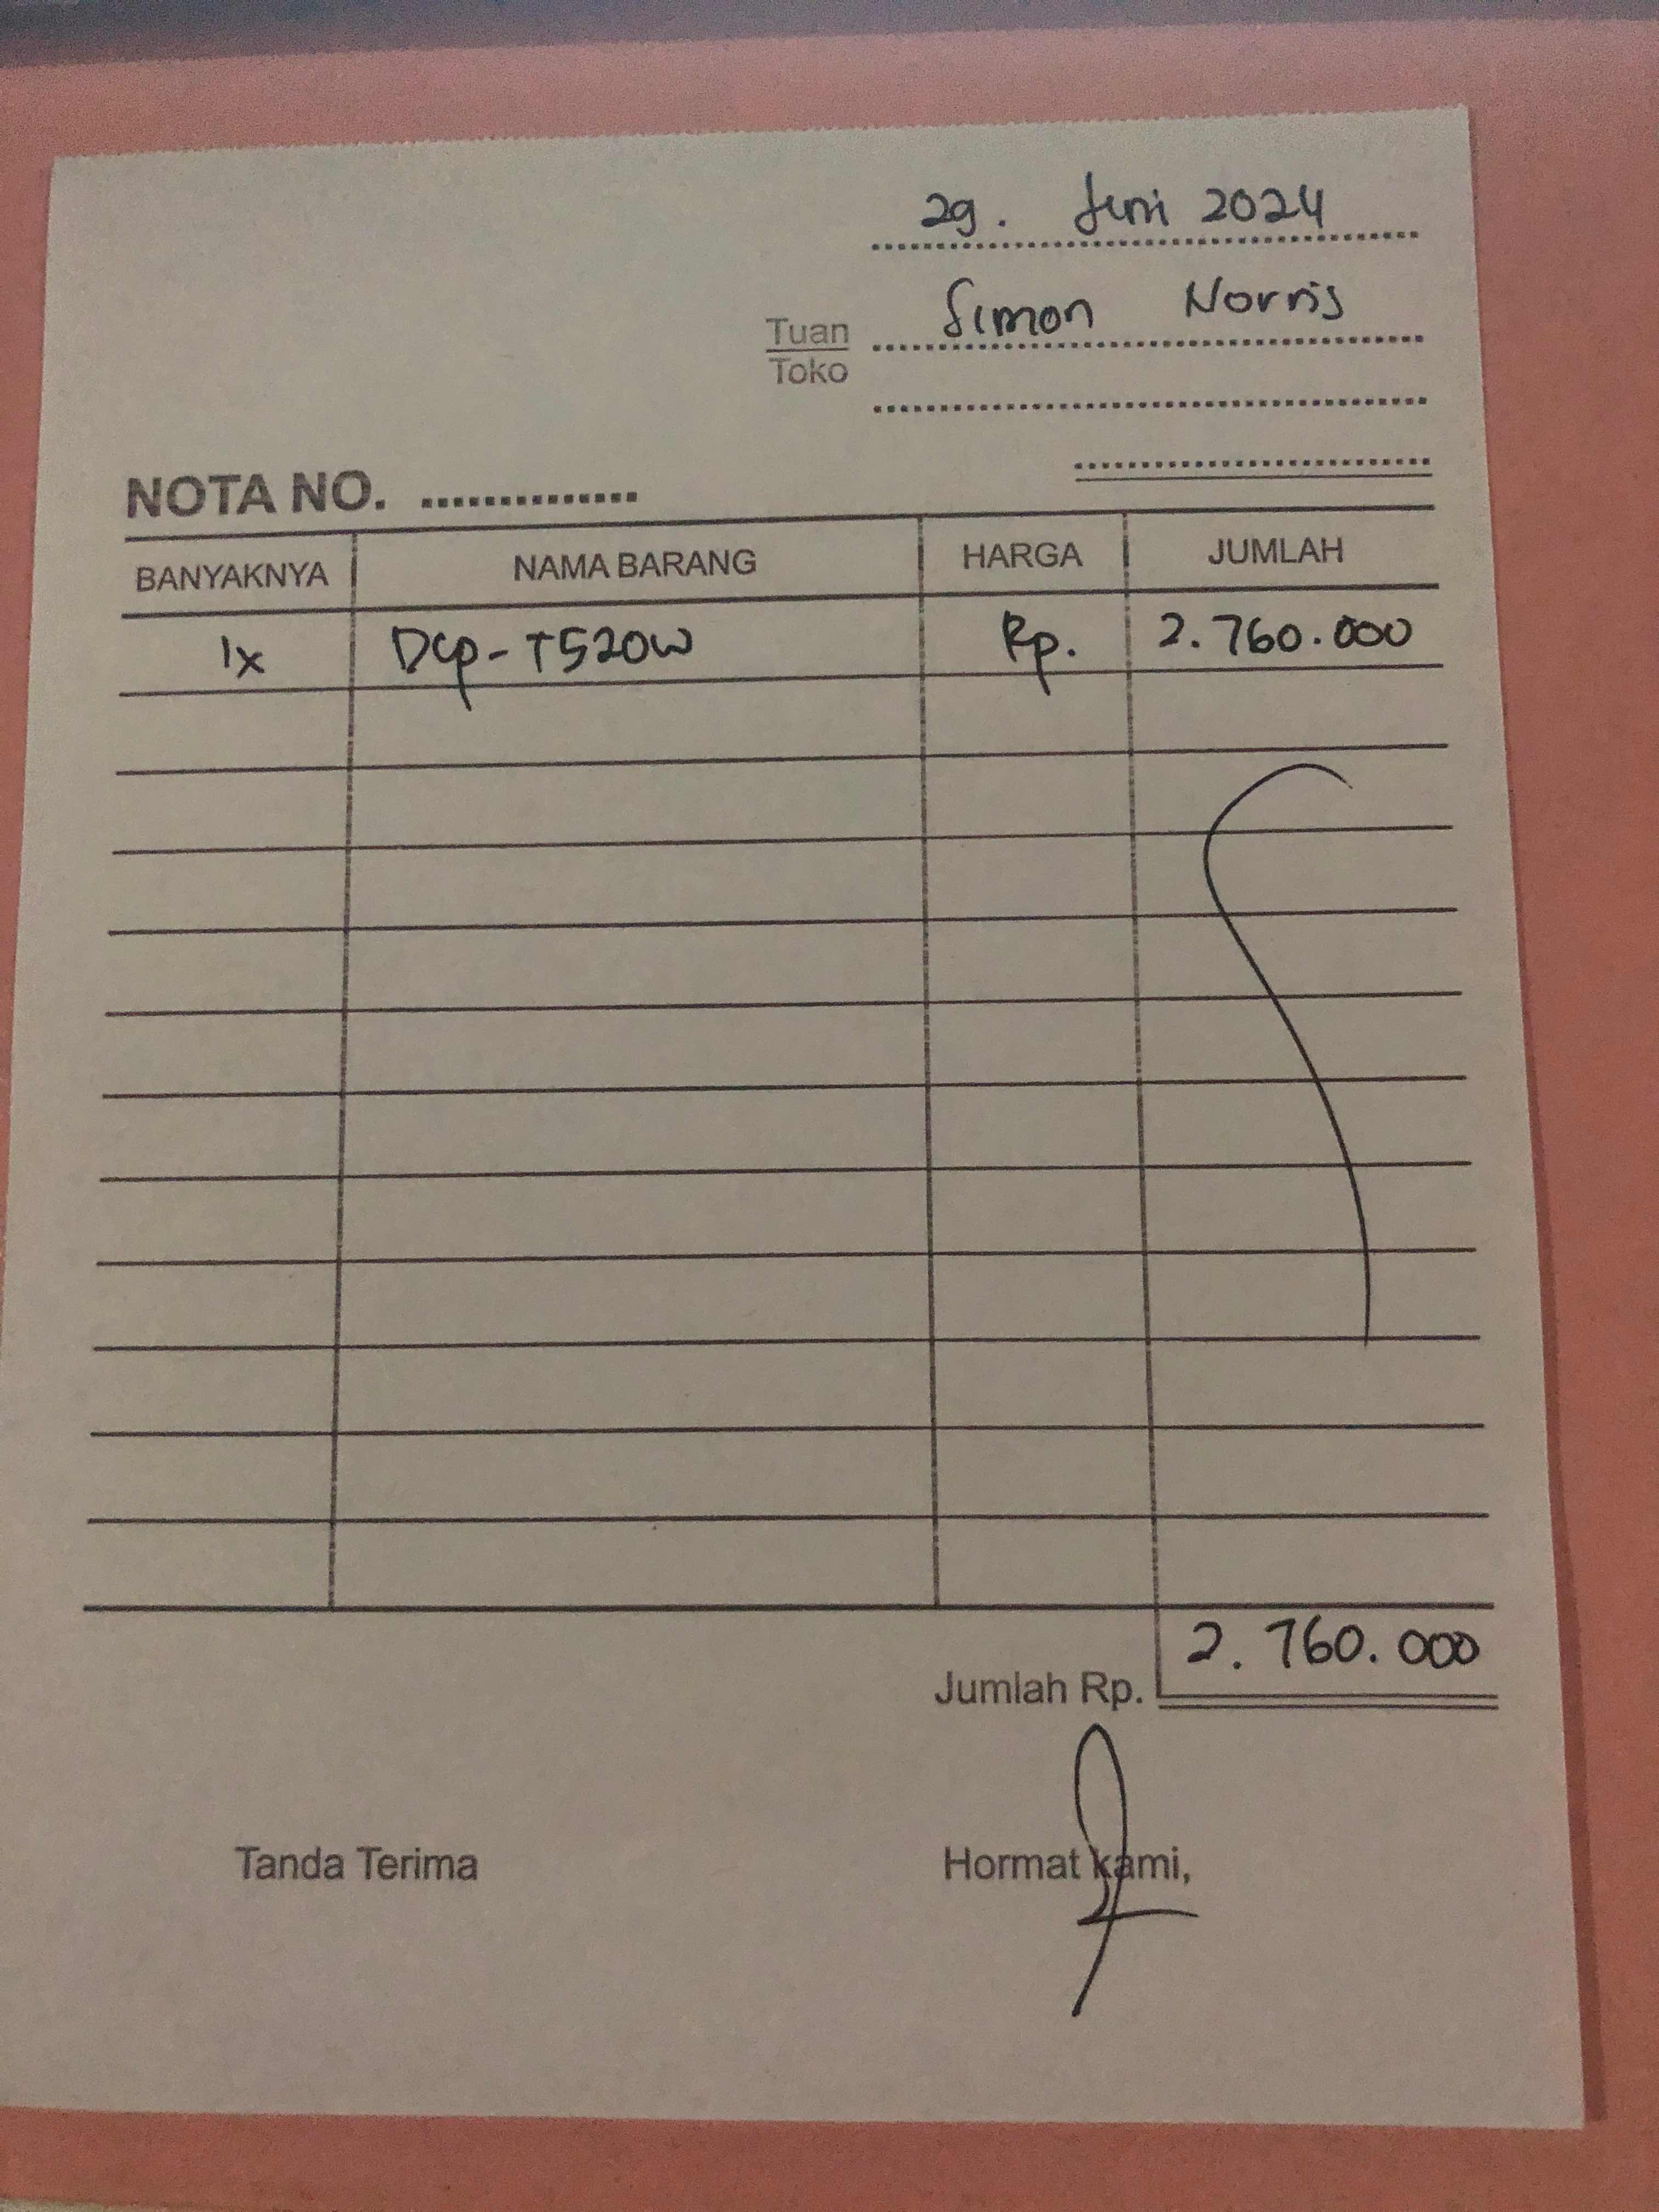 29. Juni 2024
Tuan Simon Norris
Toko
NOTA NO. ..............
BANYAKNYA NAMA BARANG HARGA JUMLAH
1x Dcp-T520W Rp. 2.760.000
Jumlah Rp. 2.760.000
Tanda Terima Hormat kami,